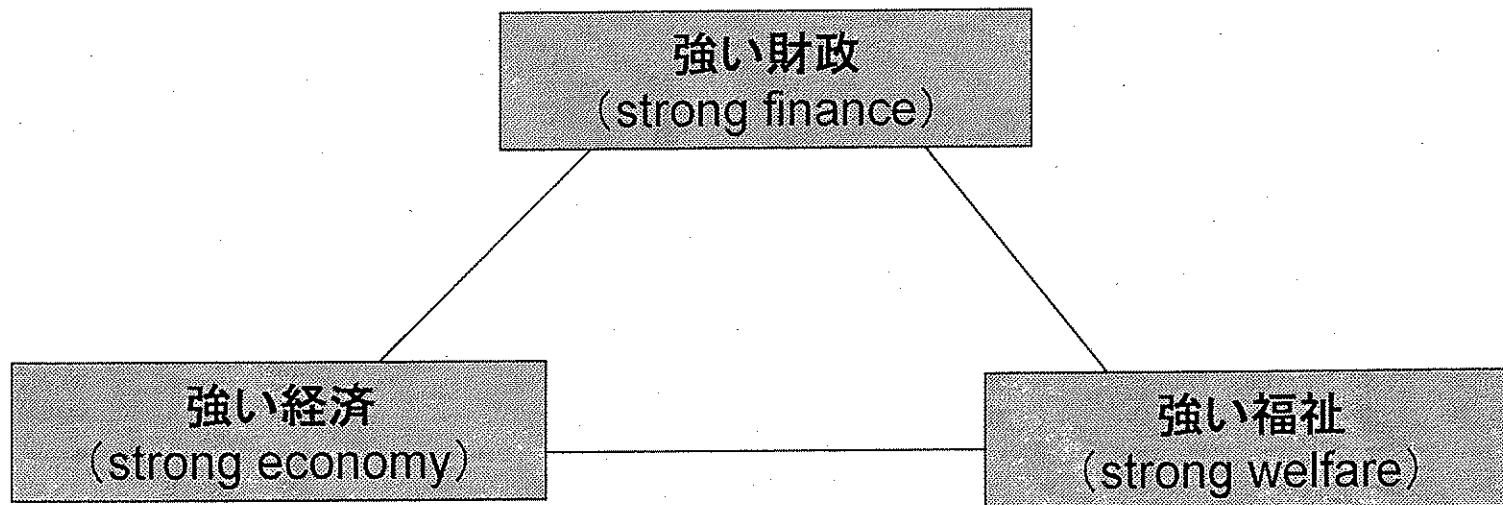 強い財政
（strong finance）
強い経済
（strong economy）
強い福祉
（strong welfare）